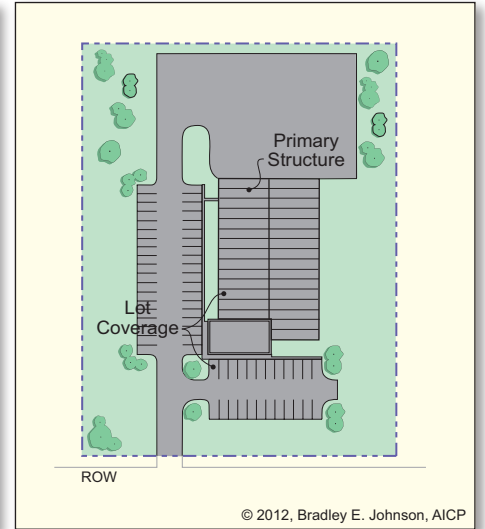 Primary
Structure
Lot
Coverage
ROW
© 2012, Bradley E. Johnson, AICP